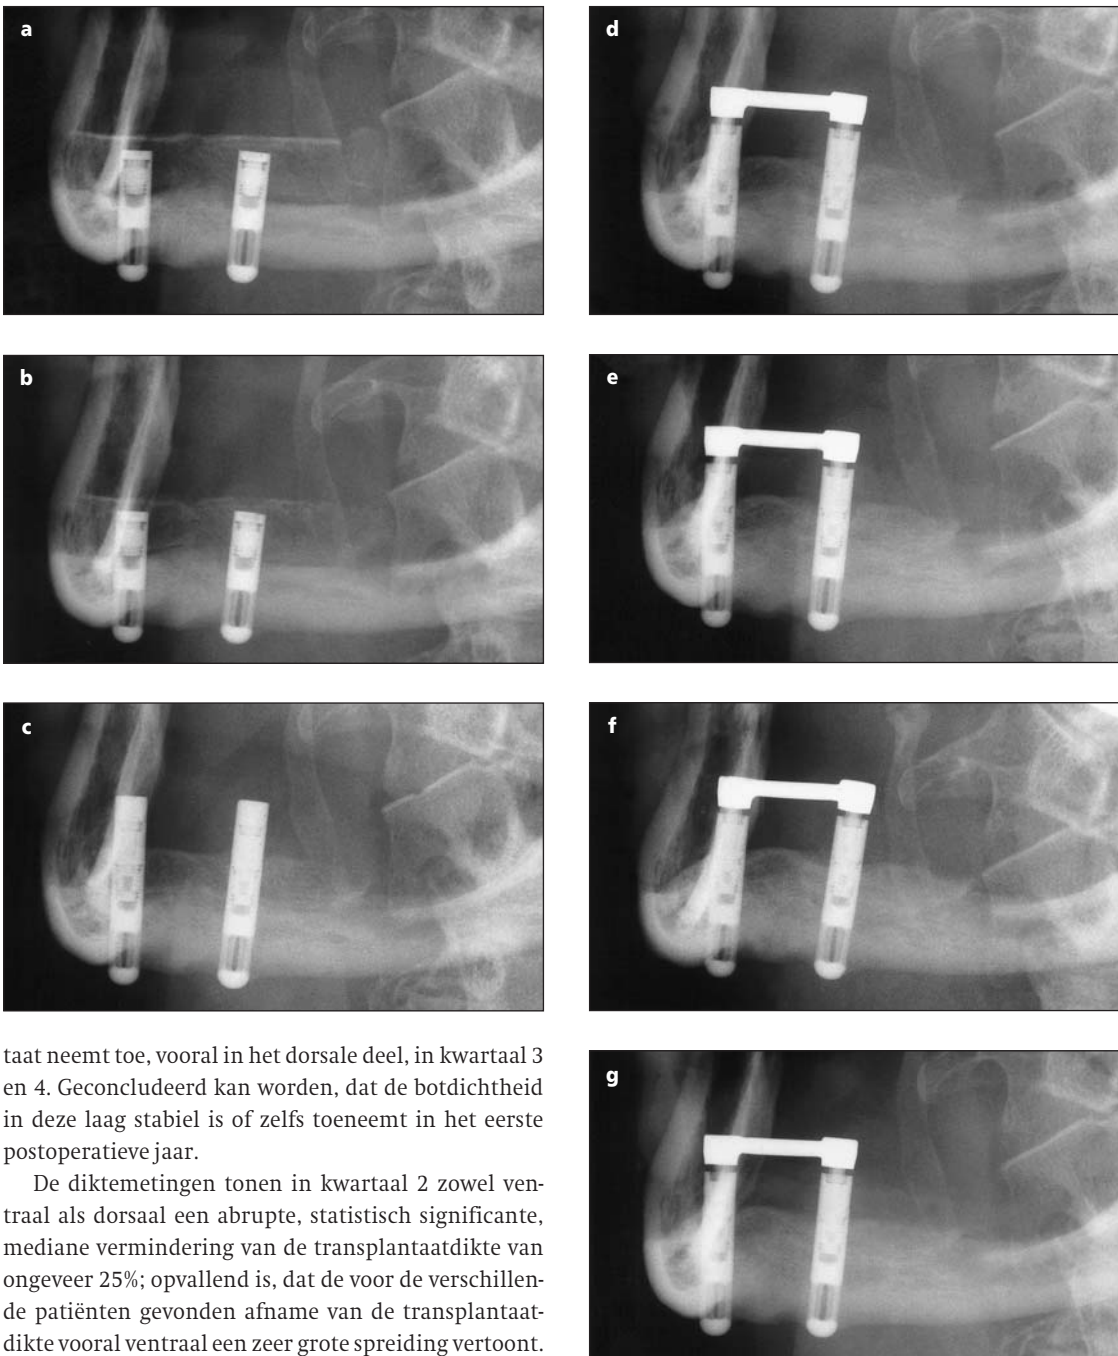 a
b
c
taat neemt toe, vooral in het dorsale deel, in kwartaal 3
en 4. Geconcludeerd kan worden, dat de botdichtheid
in deze laag stabiel is of zelfs toeneemt in het eerste
postoperatieve jaar.
De diktemetingen tonen in kwartaal 2 zowel ven-
traal als dorsaal een abrupte, statistisch significante,
mediane vermindering van de transplantaatdikte van
ongeveer 25%; opvallend is, dat de voor de verschillen-
de patiënten gevonden afname van de transplantaat-
dikte vooral ventraal een zeer grote spreiding vertoont.
d
e
f
g